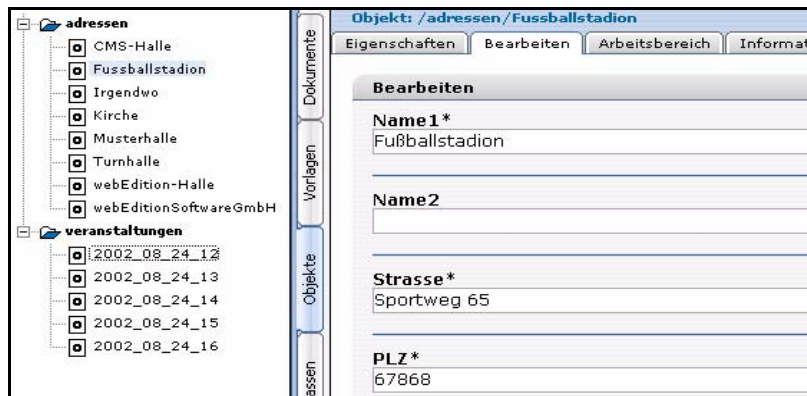 adressen
CMS-Halle
Fussballstadion
Irgendwo
Kirche
Musterhalle
Turnhalle
webEdition-Halle
webEditionSoftwareGmbH
veranstaltungen
2002_08_24_12
2002_08_24_13
2002_08_24_14
2002_08_24_15
2002_08_24_16
Dokumente
Vorlagen
Objekte
assen
Objekt: /adressen/Fussballstadion
Eigenschaften Bearbeiten Arbeitsbereich Informat
Bearbeiten
Name1*
Fußballstadion
Name2
Strasse*
Sportweg 65
PLZ*
67868